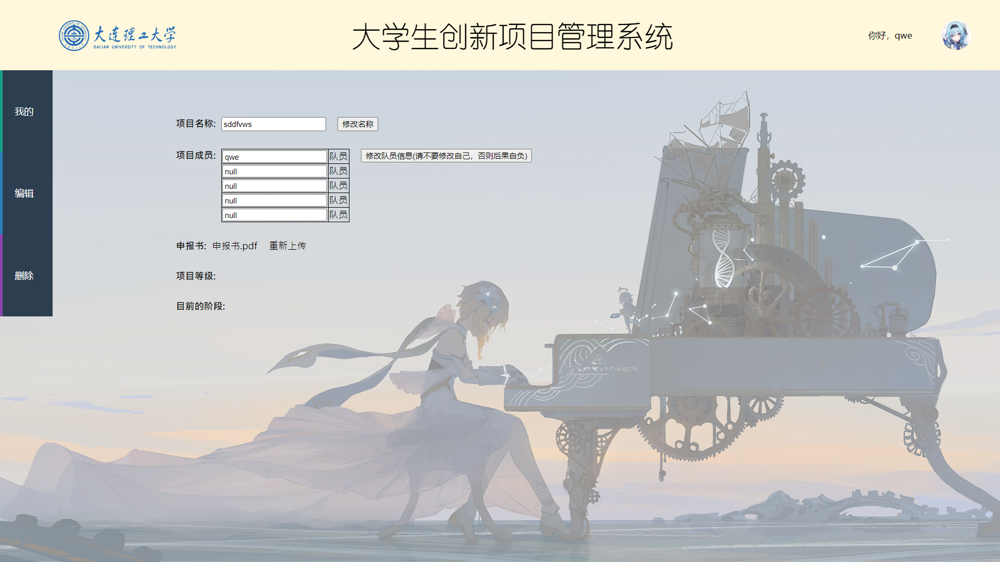 大连理工大学
DALIAN UNIVERSITY OF TECHNOLOGY
大学生创新项目管理系统
你好，qwe
我的
编辑
删除
项目名称: sddfvws 修改名称
项目成员: qwe 队员 修改队员信息(请不要修改自己，否则后果自负)
null 队员
null 队员
null 队员
null 队员
申报书: 申报书.pdf 重新上传
项目等级:
目前的阶段: